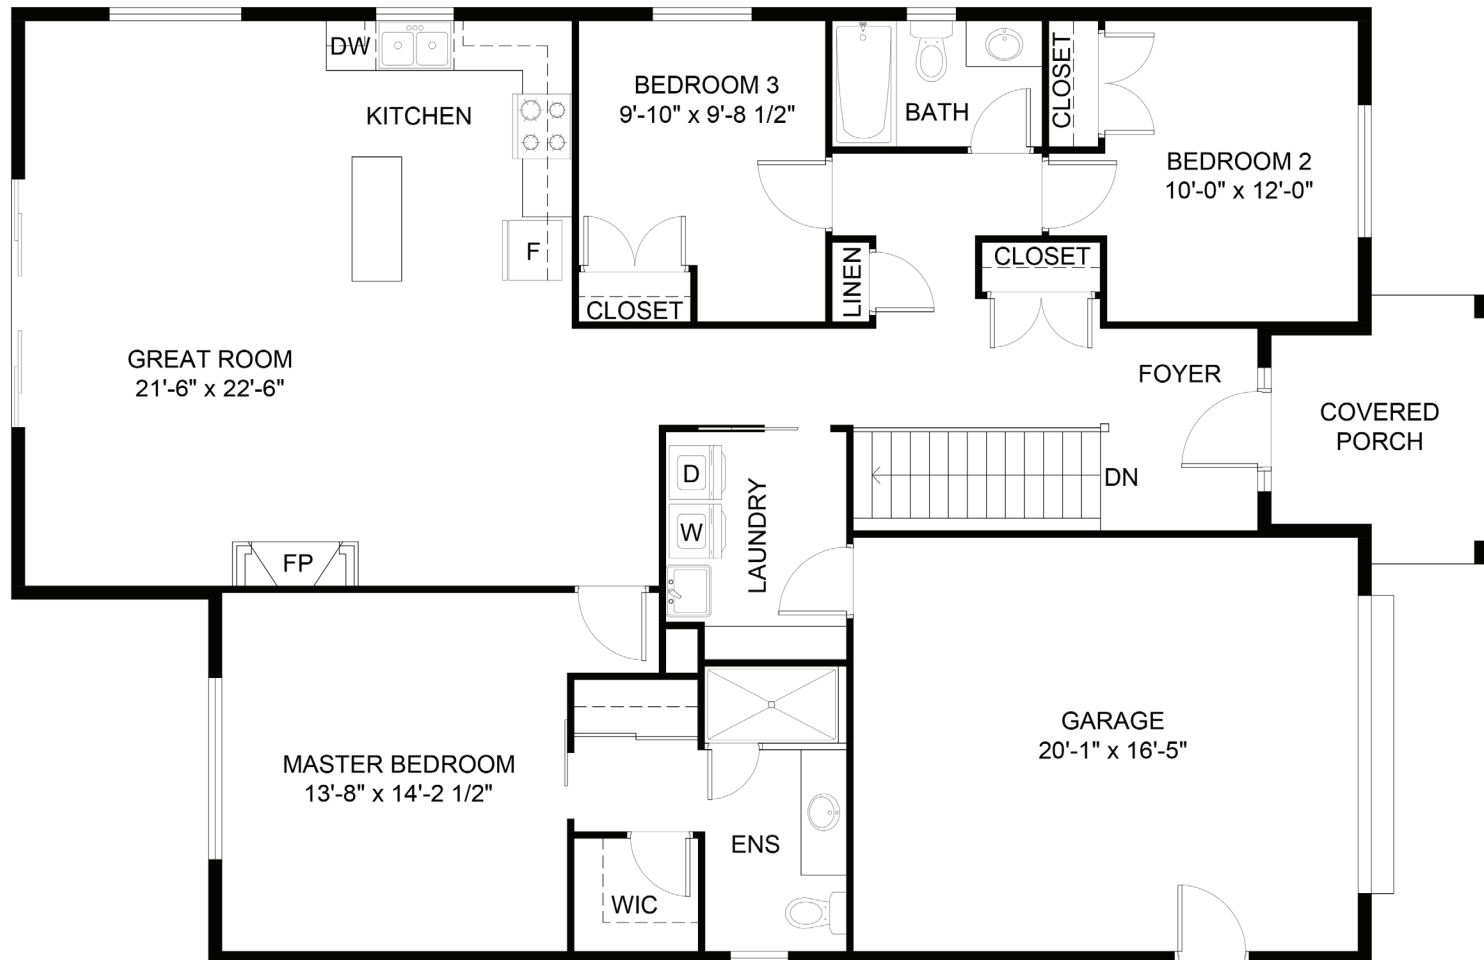 DW
KITCHEN
F
BEDROOM 3
9'-10" x 9'-8 1/2"
CLOSET
BATH
CLOSET
BEDROOM 2
10'-0" x 12'-0"
LINEN
CLOSET
GREAT ROOM
21'-6" x 22'-6"
FOYER
COVERED
PORCH
D
W
LAUNDRY
DN
FP
MASTER BEDROOM
13'-8" x 14'-2 1/2"
ENS
WIC
GARAGE
20'-1" x 16'-5"